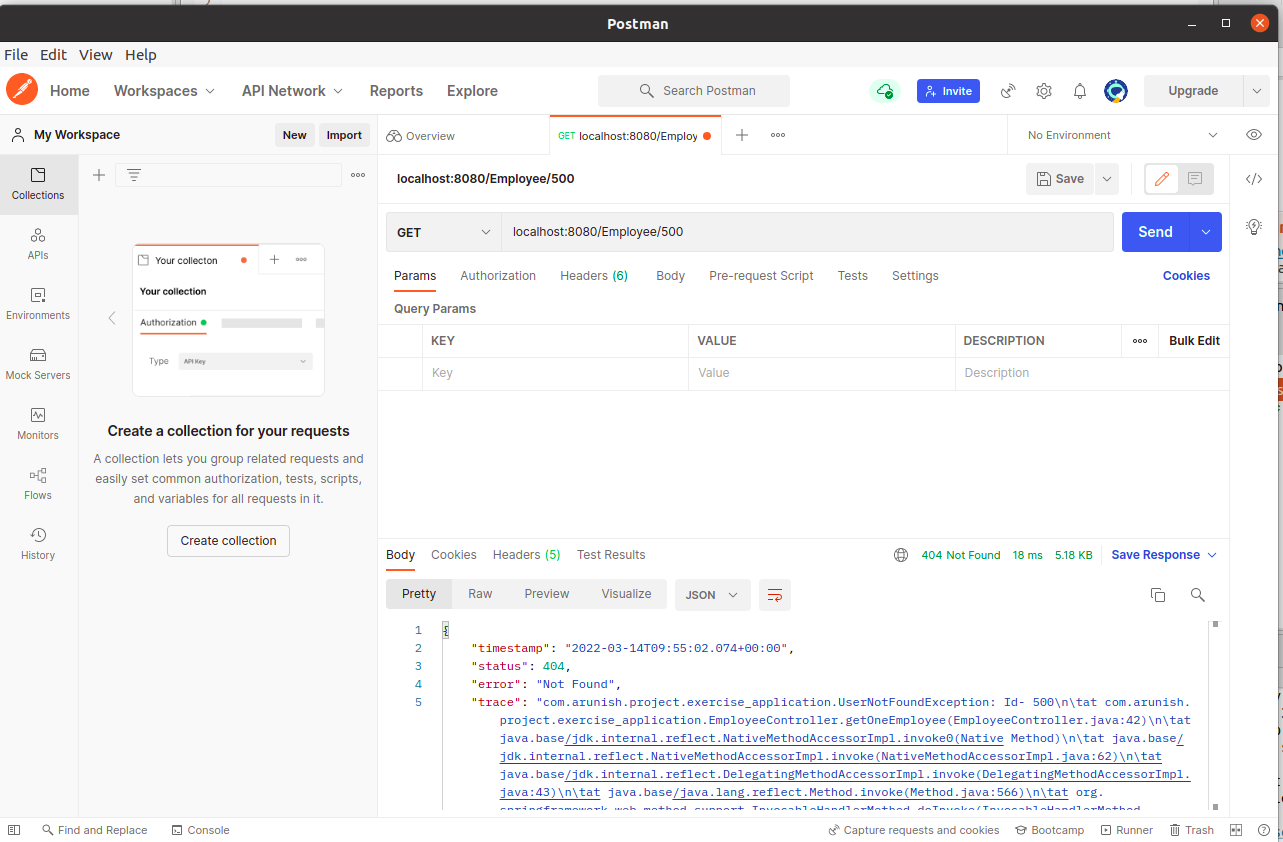 Postman
File Edit View Help
Home Workspaces API Network Reports Explore Search Postman Invite Upgrade
My Workspace New Import Overview GET localhost:8080/Employ No Environment
Collections
APIs
Environments
Mock Servers
Monitors
Flows
History
Your collecton
Your collection
Authorization
Type API Key
Create a collection for your requests
A collection lets you group related requests and
easily set common authorization, tests, scripts,
and variables for all requests in it.
Create collection
localhost:8080/Employee/500 Save
GET localhost:8080/Employee/500 Send
Params Authorization Headers (6) Body Pre-request Script Tests Settings Cookies
Query Params
KEY VALUE DESCRIPTION Bulk Edit
Key Value Description
Body Cookies Headers (5) Test Results 404 Not Found 18 ms 5.18 KB Save Response
Pretty Raw Preview Visualize JSON
1 {
2 "timestamp": "2022-03-14T09:55:02.074+00:00",
3 "status": 404,
4 "error": "Not Found",
5 "trace": "com.arunish.project.exercise_application.UserNotFoundException: Id- 500\n\tat com.arunish.
project.exercise_application.EmployeeController.getOneEmployee(EmployeeController.java:42)\n\tat
java.base/jdk.internal.reflect.NativeMethodAccessorImpl.invoke0(Native Method)\n\tat java.base/
jdk.internal.reflect.NativeMethodAccessorImpl.invoke(NativeMethodAccessorImpl.java:62)\n\tat
java.base/jdk.internal.reflect.DelegatingMethodAccessorImpl.invoke(DelegatingMethodAccessorImpl.
java:43)\n\tat java.base/java.lang.reflect.Method.invoke(Method.java:566)\n\tat org.
springframework.web.method.support.InvocableHandlerMethod.doInvoke(InvocableHandlerMethod.
Find and Replace Console Capture requests and cookies Bootcamp Runner Trash